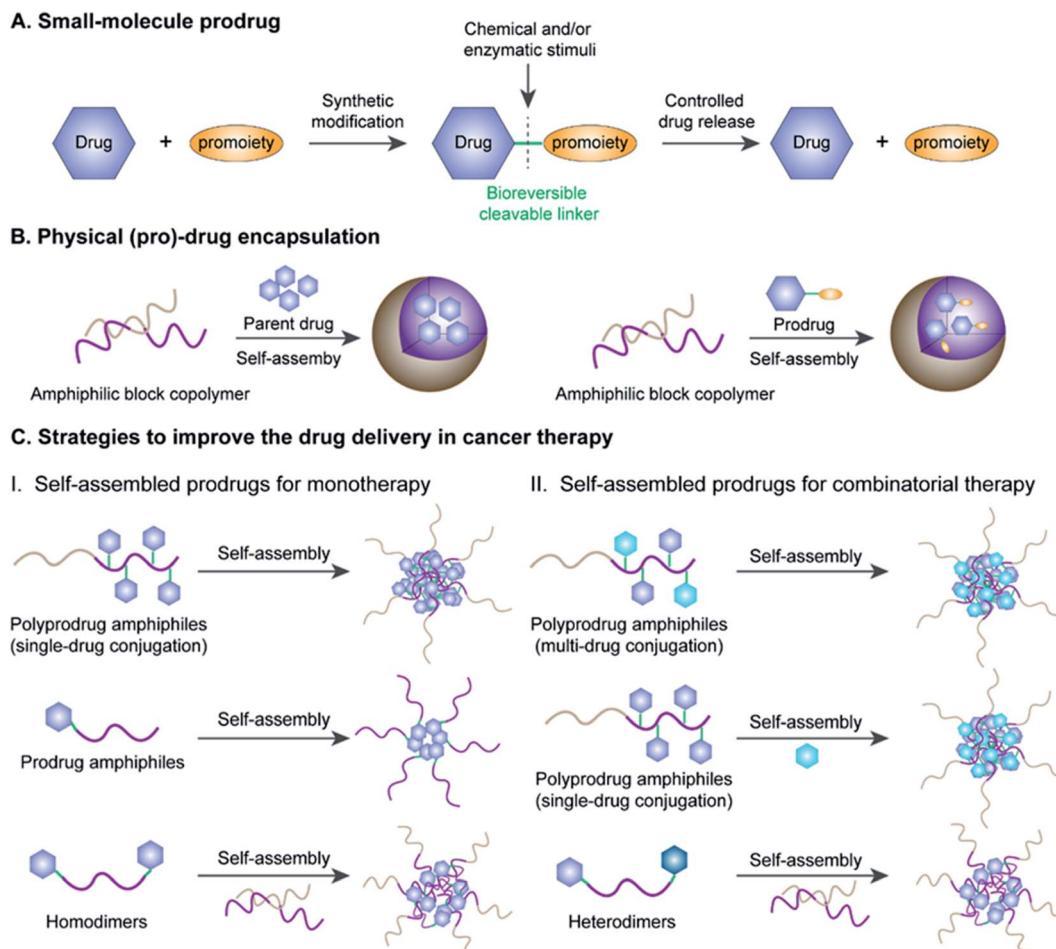 A. Small-molecule prodrug
Chemical and/or
enzymatic stimuli
Drug
+
promoiety
Synthetic
modification
Drug
promoiety
Controlled
drug release
Drug
+
promoiety
Bioreversible
cleavable linker
B. Physical (pro)-drug encapsulation
Parent drug
Self-assemby
Amphiphilic block copolymer
Prodrug
Self-assembly
Amphiphilic block copolymer
C. Strategies to improve the drug delivery in cancer therapy
I. Self-assembled prodrugs for monotherapy
Self-assembly
Polyprodrug amphiphiles
(single-drug conjugation)
Self-assembly
Prodrug amphiphiles
Self-assembly
Homodimers
II. Self-assembled prodrugs for combinatorial therapy
Self-assembly
Polyprodrug amphiphiles
(multi-drug conjugation)
Self-assembly
Polyprodrug amphiphiles
(single-drug conjugation)
Self-assembly
Heterodimers